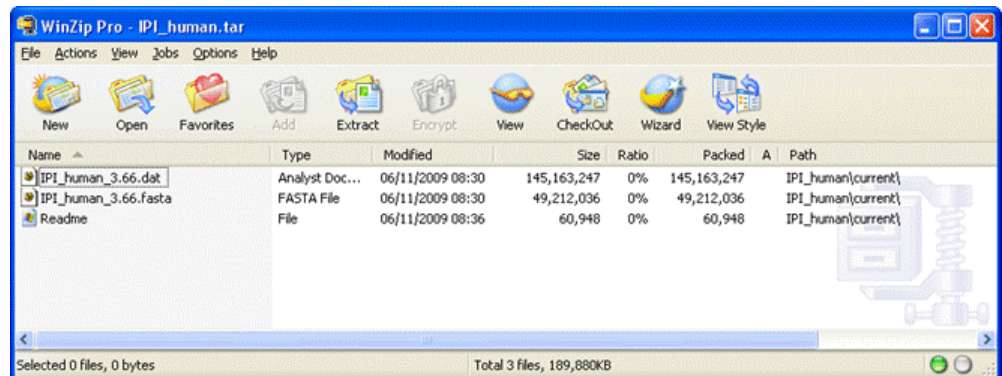 WinZip Pro - IPI_human.tar
File Actions View Jobs Options Help
New Open Favorites Add Extract Encrypt View CheckOut Wizard View Style
Name Type Modified Size Ratio Packed A Path
IPI_human_3.66.dat Analyst Doc... 06/11/2009 08:30 145,163,247 0% 145,163,247 IPI_human\current\
IPI_human_3.66.fasta FASTA File 06/11/2009 08:30 49,212,036 0% 49,212,036 IPI_human\current\
Readme File 06/11/2009 08:36 60,948 0% 60,948 IPI_human\current\
Selected 0 files, 0 bytes Total 3 files, 189,880KB